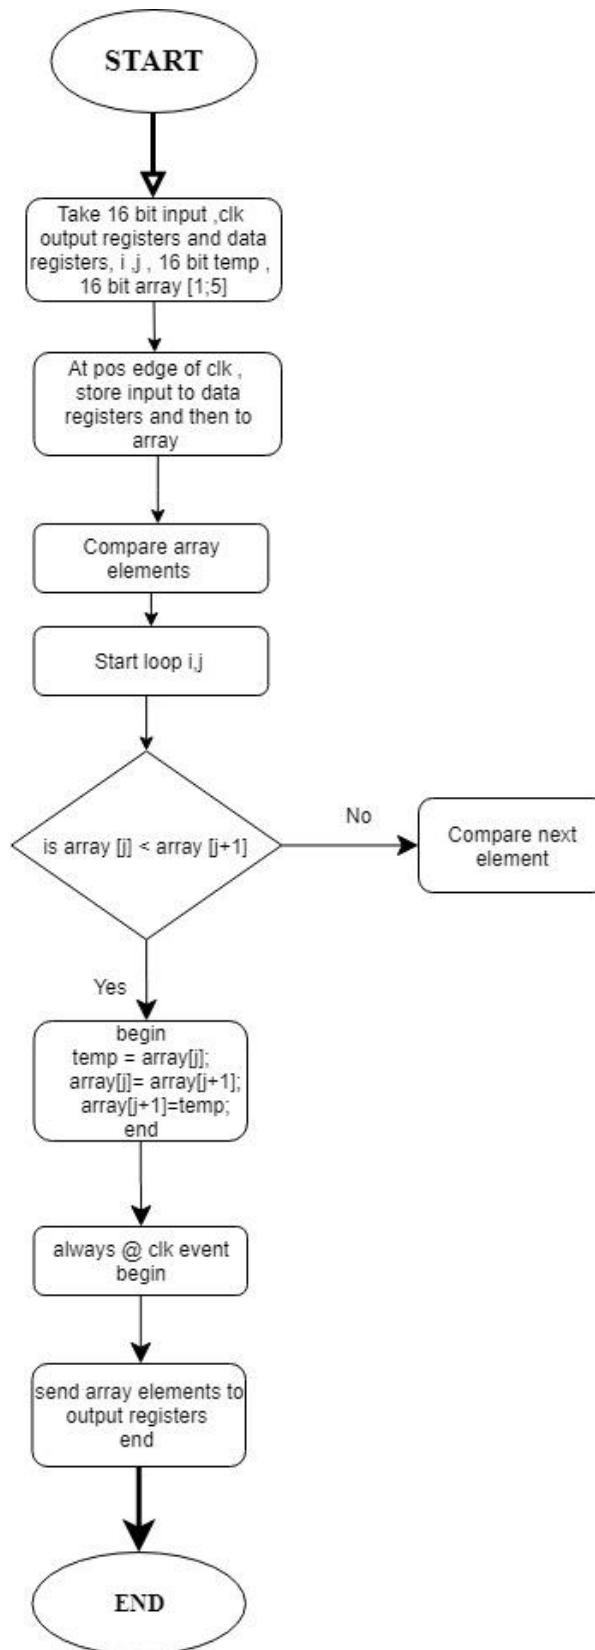 START
Take 16 bit input ,clk
output registers and data
registers, i ,j , 16 bit temp ,
16 bit array [1;5]
At pos edge of clk ,
store input to data
registers and then to
array
Compare array
elements
Start loop i,j
is array [j] < array [j+1]
No
Compare next
element
Yes
begin
temp = array[j];
array[j]= array[j+1];
array[j+1]=temp;
end
always @ clk event
begin
send array elements to
output registers
end
END